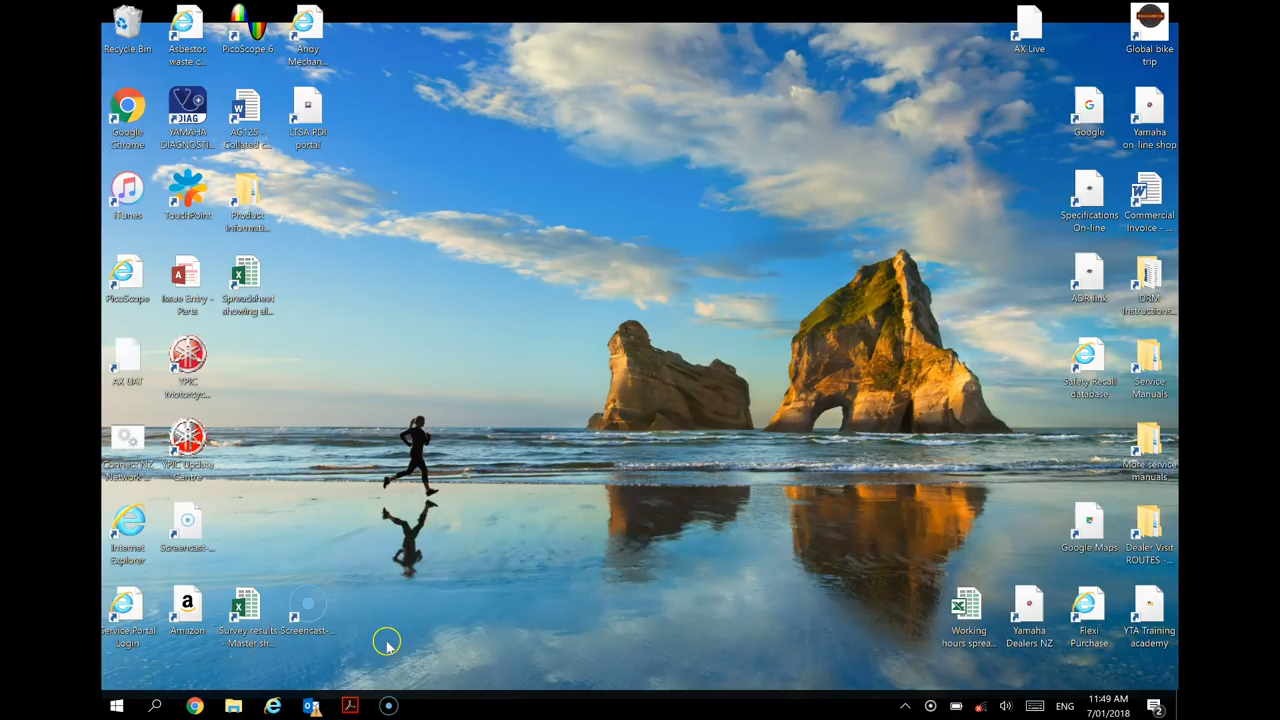 Recycle Bin
Asbestos
waste c...
PicoScope 6
Andy
Mechan...
AX Live
Global bike
trip
Google
Chrome
YAMAHA
DIAGNOSTI...
DIAG
AG125 -
Collated c...
LTSA PDI
portal
Google
Yamaha
on-line shop
iTunes
TouchPoint
Product
Informati...
Specifications
On-line
Commercial
Invoice - ...
PicoScope
Issue Entry -
Parts
Spreadsheet
showing al...
ADR link
DRM
Instructions...
AX UAT
YPIC
Motorcyc...
Safety Recall
database
Service
Manuals
Connect NZ
Network ...
YPIC Update
Centre
More service
manuals
Internet
Explorer
Screencast-...
Google Maps
Dealer Visit
ROUTES -...
Service Portal
Login
Amazon
Survey results
- Master sh...
Screencast-...
Working
hours sprea...
Yamaha
Dealers NZ
Flexi
Purchase
YTA Training
academy
ENG
11:49 AM
7/01/2018
2